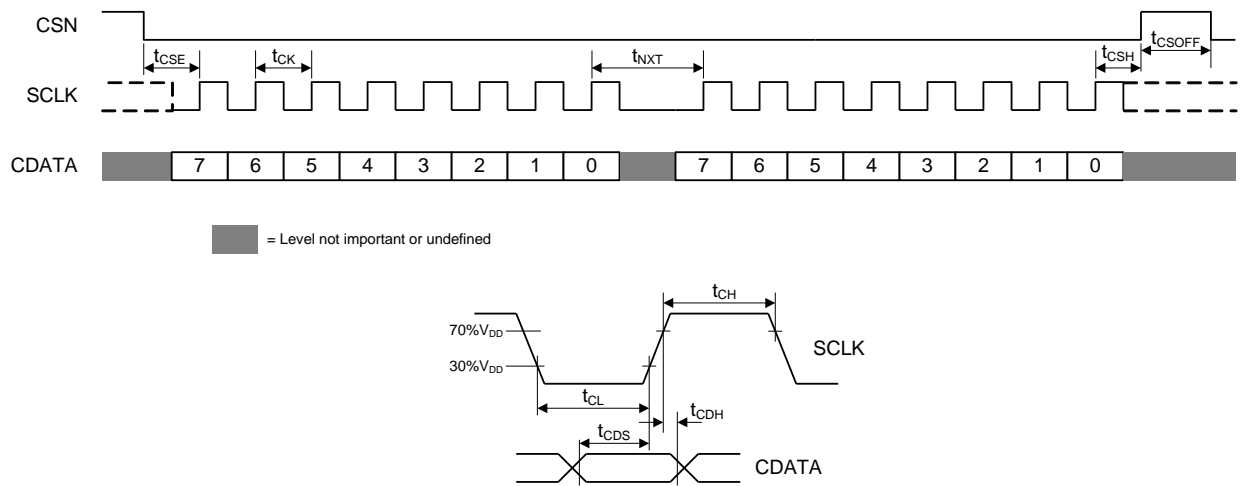 CSN
tCSE tCK tNXT tCSH tCSOFF
SCLK
CDATA 7 6 5 4 3 2 1 0 7 6 5 4 3 2 1 0
= Level not important or undefined
tCH
70%VDD
SCLK
30%VDD
tCL
tCDH
tCDS
CDATA